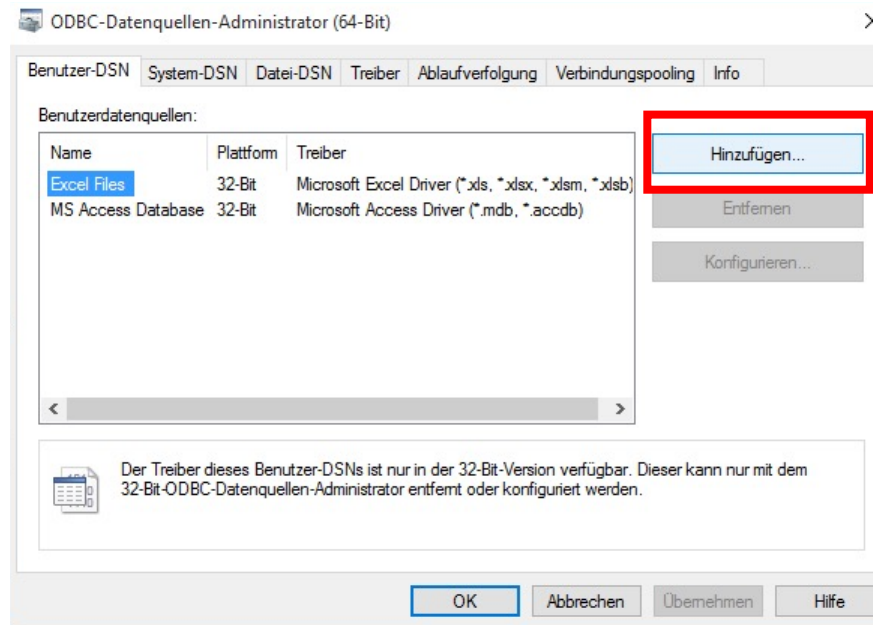 ODBC-Datenquellen-Administrator (64-Bit)
Benutzer-DSN System-DSN Datei-DSN Treiber Ablaufverfolgung Verbindungspooling Info
Benutzerdatenquellen:
Name Plattform Treiber
Excel Files 32-Bit Microsoft Excel Driver (*.xls, *.xlsx, *.xlsm, *.xlsb)
MS Access Database 32-Bit Microsoft Access Driver (*.mdb, *.accdb)
Hinzufügen...
Entfernen
Konfigurieren...
Der Treiber dieses Benutzer-DSNs ist nur in der 32-Bit-Version verfügbar. Dieser kann nur mit dem
32-Bit-ODBC-Datenquellen-Administrator entfernt oder konfiguriert werden.
OK Abbrechen Übernehmen Hilfe